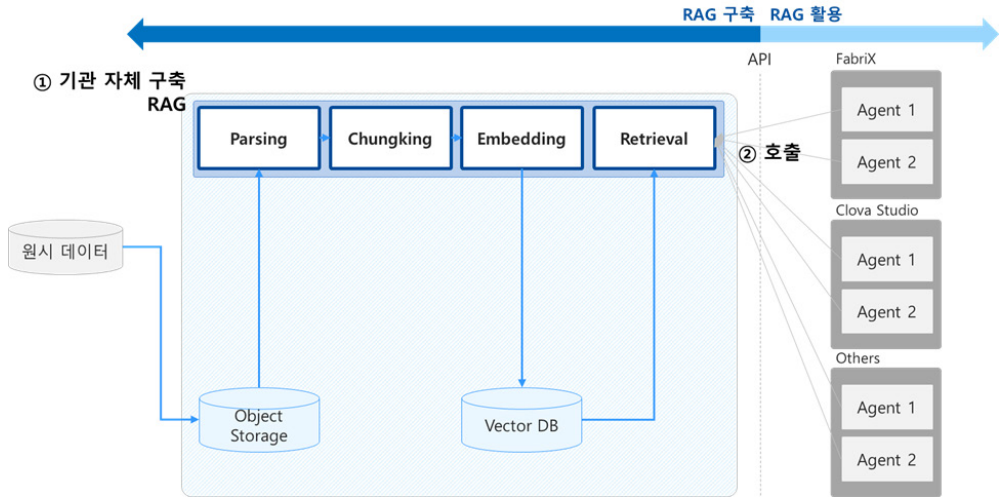 RAG 구축
RAG 활용
API
FabriX
① 기관 자체 구축
RAG
Parsing
Chungking
Embedding
Retrieval
② 호출
Agent 1
Agent 2
원시 데이터
Clova Studio
Agent 1
Agent 2
Others
Object
Storage
Vector DB
Agent 1
Agent 2